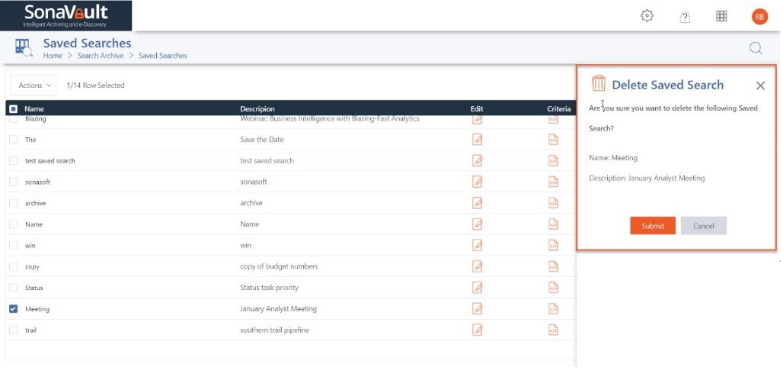 SonaVault
Intelligent Archiving and e-Discovery
RB
Saved Searches
Home > Search Archive > Saved Searches
Actions 1/14 Row Selected
Name Descripion Edit Criteria
Blazing Webinar: Business Intelligence with Blazing-Fast Analytics
The Save the Date
test saved search test saved search
sonasoft sonasoft
archive archive
Name Name
win win
copy copy of budget numbers
Status Status task priority
Meeting January Analyst Meeting
trail southern trail pipeline
Delete Saved Search
Are you sure you want to delete the following Saved
Search?
Name: Meeting
Description: January Analyst Meeting
Submit Cancel